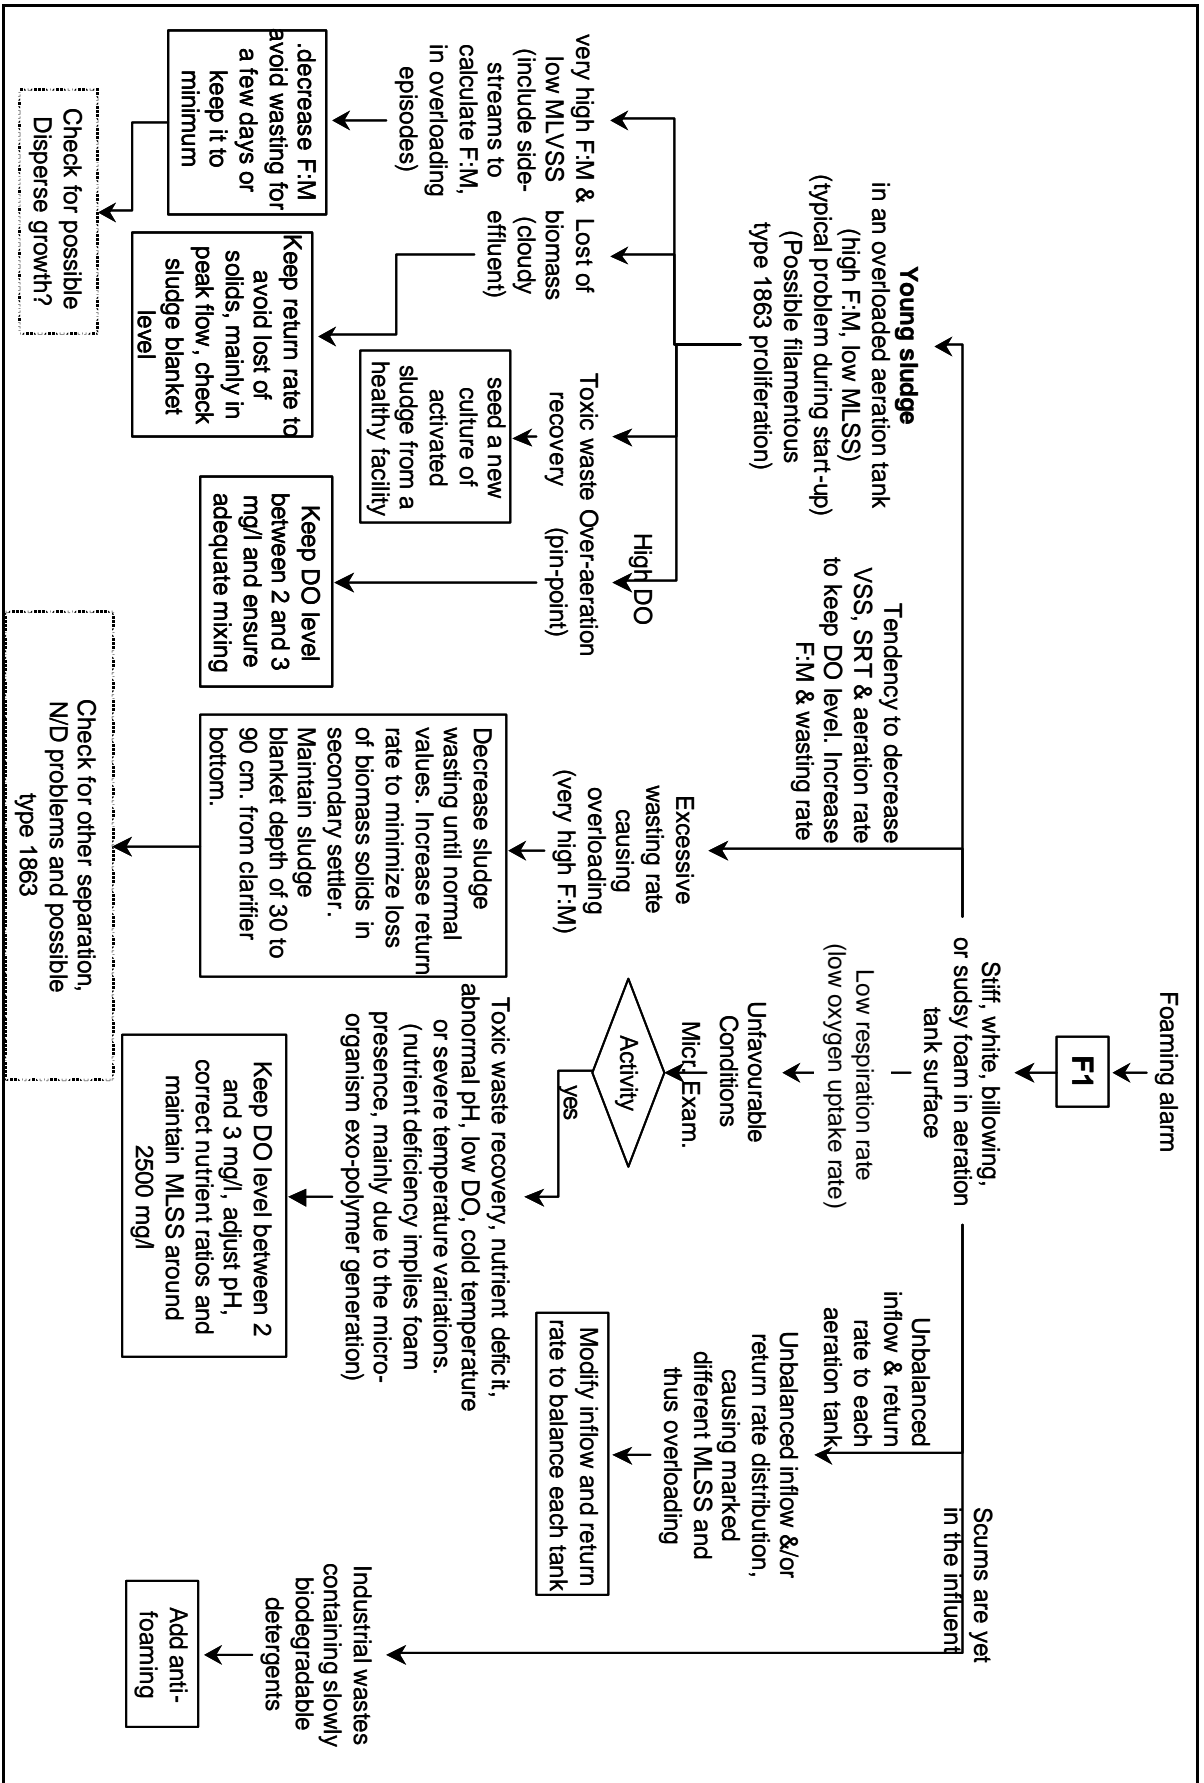 Foaming alarm
F1
Stiff, white, billowing,
or sudsy foam in aeration
tank surface
Young sludge
in an overloaded aeration tank
(high F:M, low MLSS)
(typical problem during start-up)
(Possible filamentous
type 1863 proliferation)
Tendency to decrease
VSS, SRT & aeration rate
to keep DO level. Increase
F:M & wasting rate
Low respiration rate
(low oxygen uptake rate)
Unbalanced
inflow & return
rate to each
aeration tank
Scums are yet
in the influent
very high F:M &
low MLVSS
(include side-
streams to
calculate F:M,
in overloading
episodes)
Lost of
biomass
(cloudy
effluent)
Toxic waste
recovery
High DO
Over-aeration
(pin-point)
Excessive
wasting rate
causing
overloading
(very high F:M)
Unfavourable
Conditions
Micr. Exam.
Activity
yes
Unbalanced inflow &/or
return rate distribution,
causing marked
different MLSS and
thus overloading
Modify inflow and return
rate to balance each tank
.decrease F:M
avoid wasting for
a few days or
keep it to
minimum
Keep return rate to
avoid lost of
solids, mainly in
peak flow, check
sludge blanket
level
seed a new
culture of
activated
sludge from a
healthy facility
Keep DO level
between 2 and 3
mg/l and ensure
adequate mixing
Decrease sludge
wasting until normal
values. Increase return
rate to minimize loss
of biomass solids in
secondary settler.
Maintain sludge
blanket depth of 30 to
90 cm. from clarifier
bottom.
Toxic waste recovery, nutrient deficit,
abnormal pH, low DO, cold temperature
or severe temperature variations.
(nutrient deficiency implies foam
presence, mainly due to the micro-
organism exo-polymer generation)
Keep DO level between 2
and 3 mg/l, adjust pH,
correct nutrient ratios and
maintain MLSS around
2500 mg/l
Industrial wastes
containing slowly
biodegradable
detergents
Add anti-
foaming
Check for possible
Disperse growth?
Check for other separation,
N/D problems and possible
type 1863